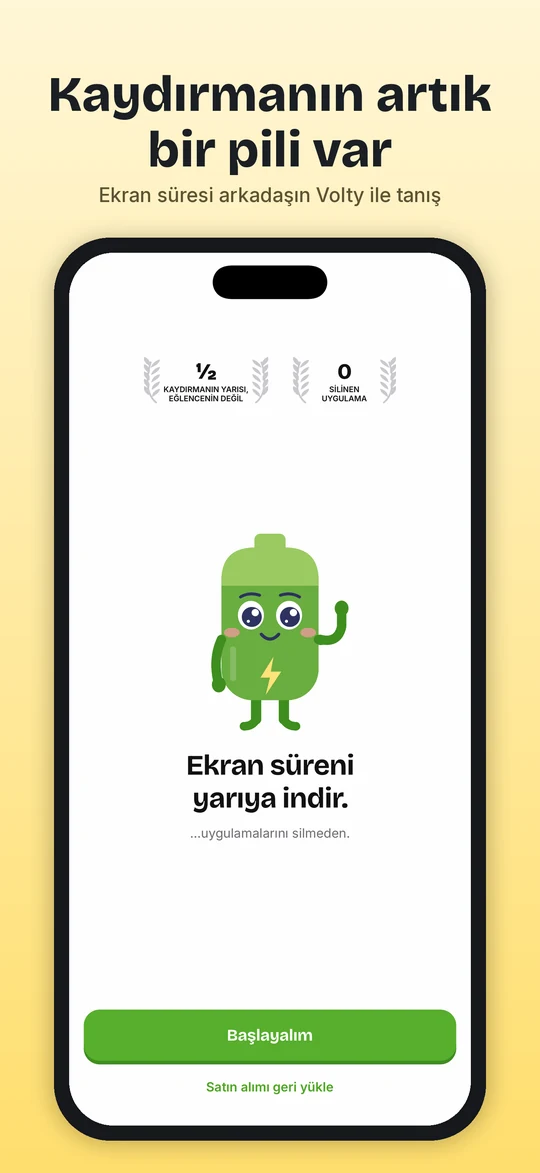 Kaydırmanın artık
bir pili var
Ekran süresi arkadaşın Volty ile tanış
½
KAYDIRMANIN YARISI,
EĞLENCENİN DEĞİL
0
SİLİNEN
UYGULAMA
Ekran süreni
yarıya indir.
...uygulamalarını silmeden.
Başlayalım
Satın alımı geri yükle